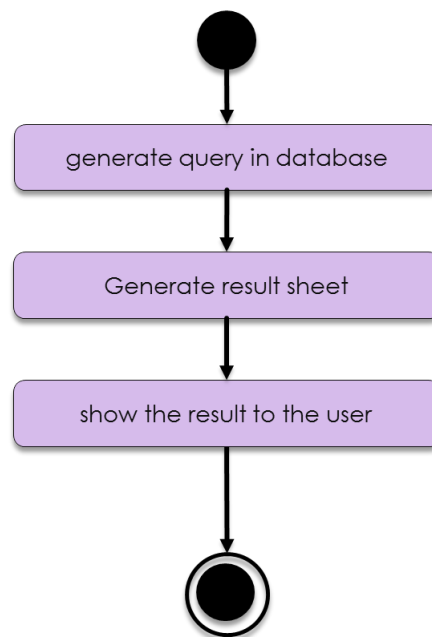 generate query in database
Generate result sheet
show the result to the user